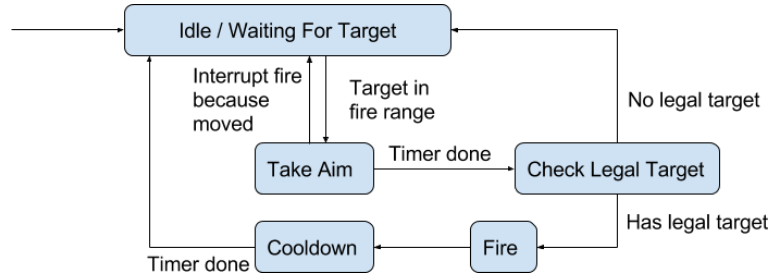 Idle / Waiting For Target
Interrupt fire
because
moved
Target in
fire range
No legal target
Take Aim
Timer done
Check Legal Target
Has legal target
Cooldown
Fire
Timer done